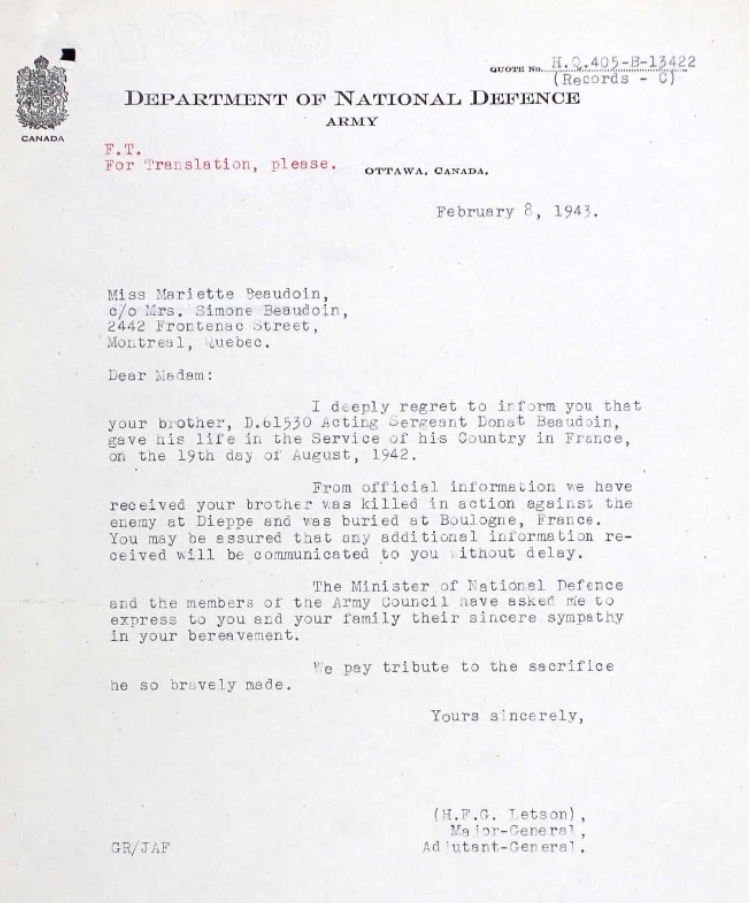 QUOTE No. H.Q.405-B-13422
(Records - C)
DEPARTMENT OF NATIONAL DEFENCE
ARMY
CANADA
F.T.
For Translation, please.
OTTAWA, CANADA,
February 8, 1943.
Miss Mariette Beaudoin,
c/o Mrs. Simone Beaudoin,
2442 Frontenac Street,
Montreal, Quebec.
Dear Madam:
I deeply regret to inform you that
your brother, D.61530 Acting Sergeant Donat Beaudoin,
gave his life in the Service of his Country in France,
on the 19th day of August, 1942.
From official information we have
received your brother was killed in action against the
enemy at Dieppe and was buried at Boulogne, France.
You may be assured that any additional information re-
ceived will be communicated to you without delay.
The Minister of National Defence
and the members of the Army Council have asked me to
express to you and your family their sincere sympathy
in your bereavement.
We pay tribute to the sacrifice
he so bravely made.
Yours sincerely,
(H.F.G. Letson),
Major-General,
GR/JAF Adjutant-General.